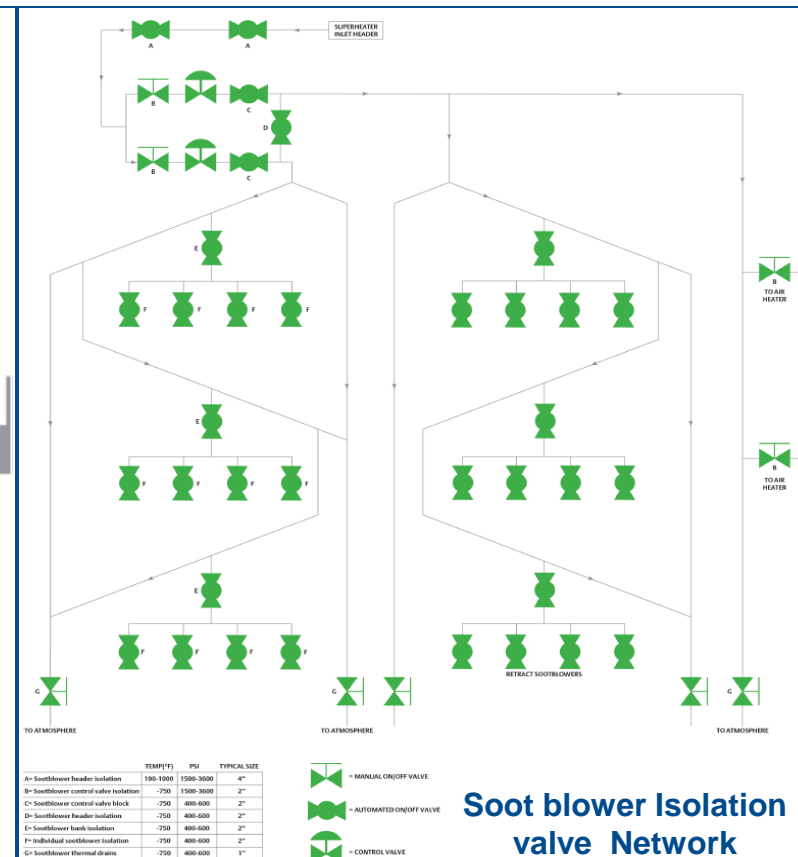 SUPERHEATER
INLET HEADER
A A
B
C
D
B
C
E
F F F F
B
TO AIR
HEATER
E
F F F F
B
TO AIR
HEATER
E
F F F F
RETRACT SOOTBLOWERS
G G G
TO ATMOSPHERE TO ATMOSPHERE TO ATMOSPHERE
TEMP(°F) PSI TYPICAL SIZE
A= Sootblower header isolation 100-1000 1500-3600 4"
B= Sootblower control valve isolation -750 1500-3600 2"
C= Sootblower control valve block -750 400-600 2"
D= Sootblower header isolation -750 400-600 2"
E= Sootblower bank isolation -750 400-600 2"
F= Individual sootblower isolation -750 400-600 2"
G= Sootblower thermal drains -750 400-600 1"
= MANUAL ON/OFF VALVE
= AUTOMATED ON/OFF VALVE
= CONTROL VALVE
Soot blower Isolation
valve Network